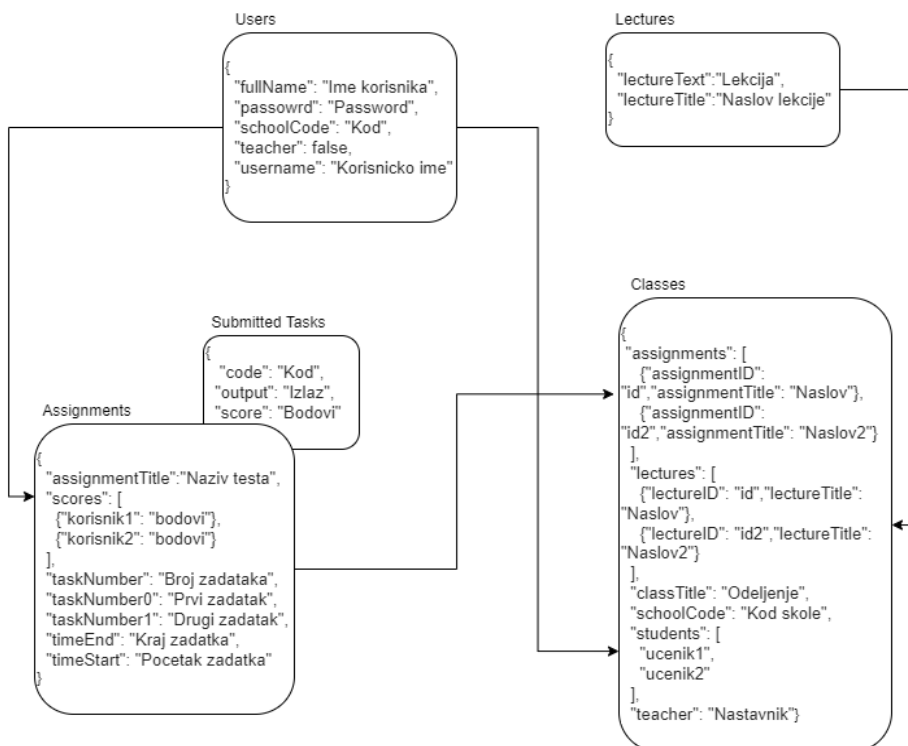 Users
{
"fullName": "Ime korisnika",
"passowrd": "Password",
"schoolCode": "Kod",
"teacher": false,
"username": "Korisnicko ime"
}
Lectures
{
"lectureText":"Lekcija",
"lectureTitle":"Naslov lekcije"
}
Submitted Tasks
{
"code": "Kod",
"output": "Izlaz",
"score": "Bodovi"
Assignments
{
"assignmentTitle":"Naziv testa",
"scores": [
{"korisnik1": "bodovi"},
{"korisnik2": "bodovi"}
],
"taskNumber": "Broj zadataka",
"taskNumber0": "Prvi zadatak",
"taskNumber1": "Drugi zadatak",
"timeEnd": "Kraj zadatka",
"timeStart": "Pocetak zadatka"
}
Classes
{
"assignments": [
{"assignmentID":
"id","assignmentTitle": "Naslov"},
{"assignmentID":
"id2","assignmentTitle": "Naslov2"}
],
"lectures": [
{"lectureID": "id","lectureTitle":
"Naslov"},
{"lectureID": "id2","lectureTitle":
"Naslov2"}
],
"classTitle": "Odeljenje",
"schoolCode": "Kod skole",
"students": [
"ucenik1",
"ucenik2"
],
"teacher": "Nastavnik"}